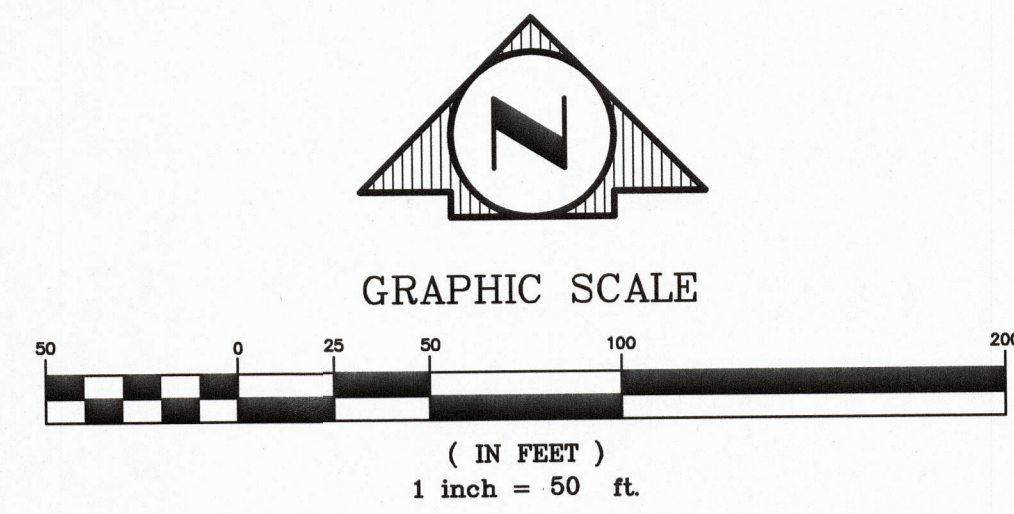 N
GRAPHIC SCALE
50 0 25 50 100 200
( IN FEET )
1 inch = 50 ft.